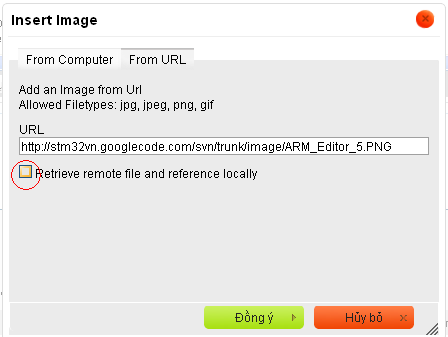 Insert Image
From Computer
From URL
Add an Image from Url
Allowed Filetypes: jpg, jpeg, png, gif
URL
http://stm32vn.googlecode.com/svn/trunk/image/ARM_Editor_5.PNG
Retrieve remote file and reference locally
Đồng ý
Hủy bỏ